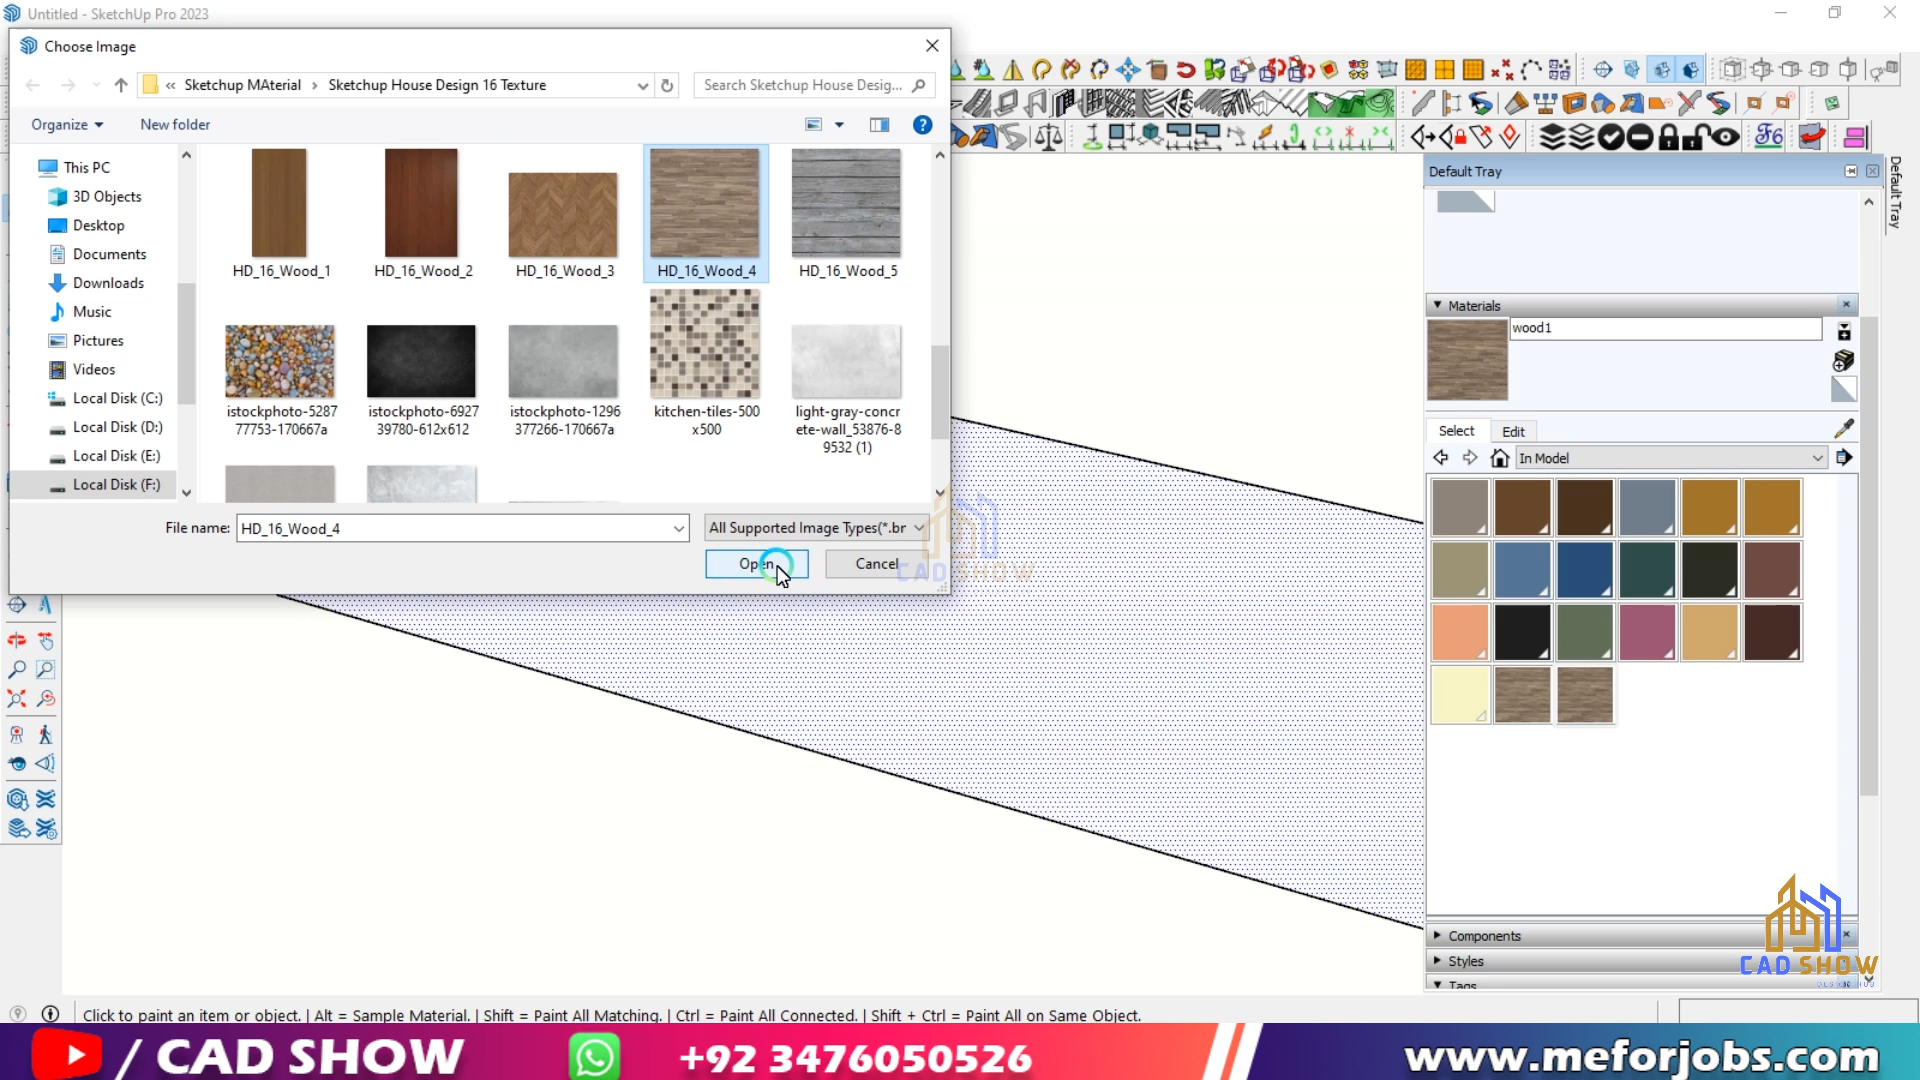 Untitled - SketchUp Pro 2023
Choose Image
« Sketchup MAterial › Sketchup House Design 16 Texture
Search Sketchup House Desig...
Organize
New folder
This PC
3D Objects
Desktop
Documents
Downloads
Music
Pictures
Videos
Local Disk (C:)
Local Disk (D:)
Local Disk (E:)
Local Disk (F:)
HD_16_Wood_1
HD_16_Wood_2
HD_16_Wood_3
HD_16_Wood_4
HD_16_Wood_5
istockphoto-5287
77753-170667a
istockphoto-6927
39780-612x612
istockphoto-1296
377266-170667a
kitchen-tiles-500
x500
light-gray-concr
ete-wall_53876-8
9532 (1)
File name:
HD_16_Wood_4
All Supported Image Types(*.br
Open
Cancel
CAD SHOW
Default Tray
Default Tray
Materials
wood1
Select
Edit
In Model
Components
Styles
Tags
CAD SHOW
Click to paint an item or object. | Alt = Sample Material. | Shift = Paint All Matching. | Ctrl = Paint All Connected. | Shift + Ctrl = Paint All on Same Object.
/ CAD SHOW
+92 3476050526
www.meforjobs.com